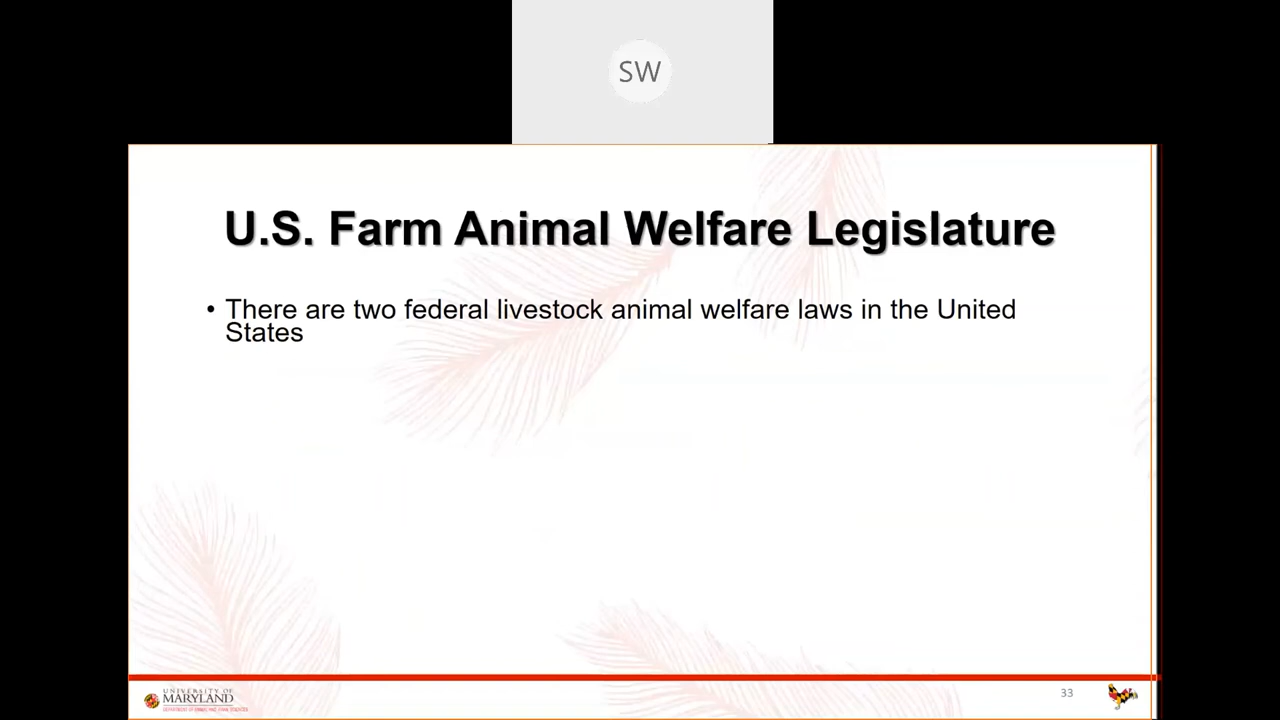 SW
U.S. Farm Animal Welfare Legislature
• There are two federal livestock animal welfare laws in the United
States
UNIVERSITY OF
MARYLAND
33